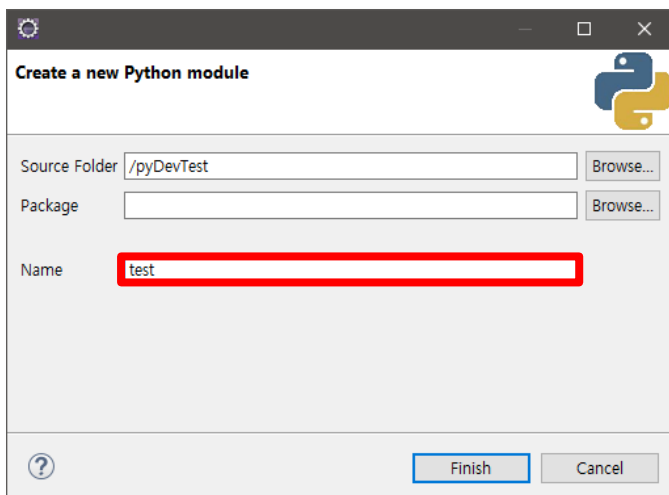 Create a new Python module
Source Folder /pyDevTest Browse...
Package Browse...
Name test
? Finish Cancel